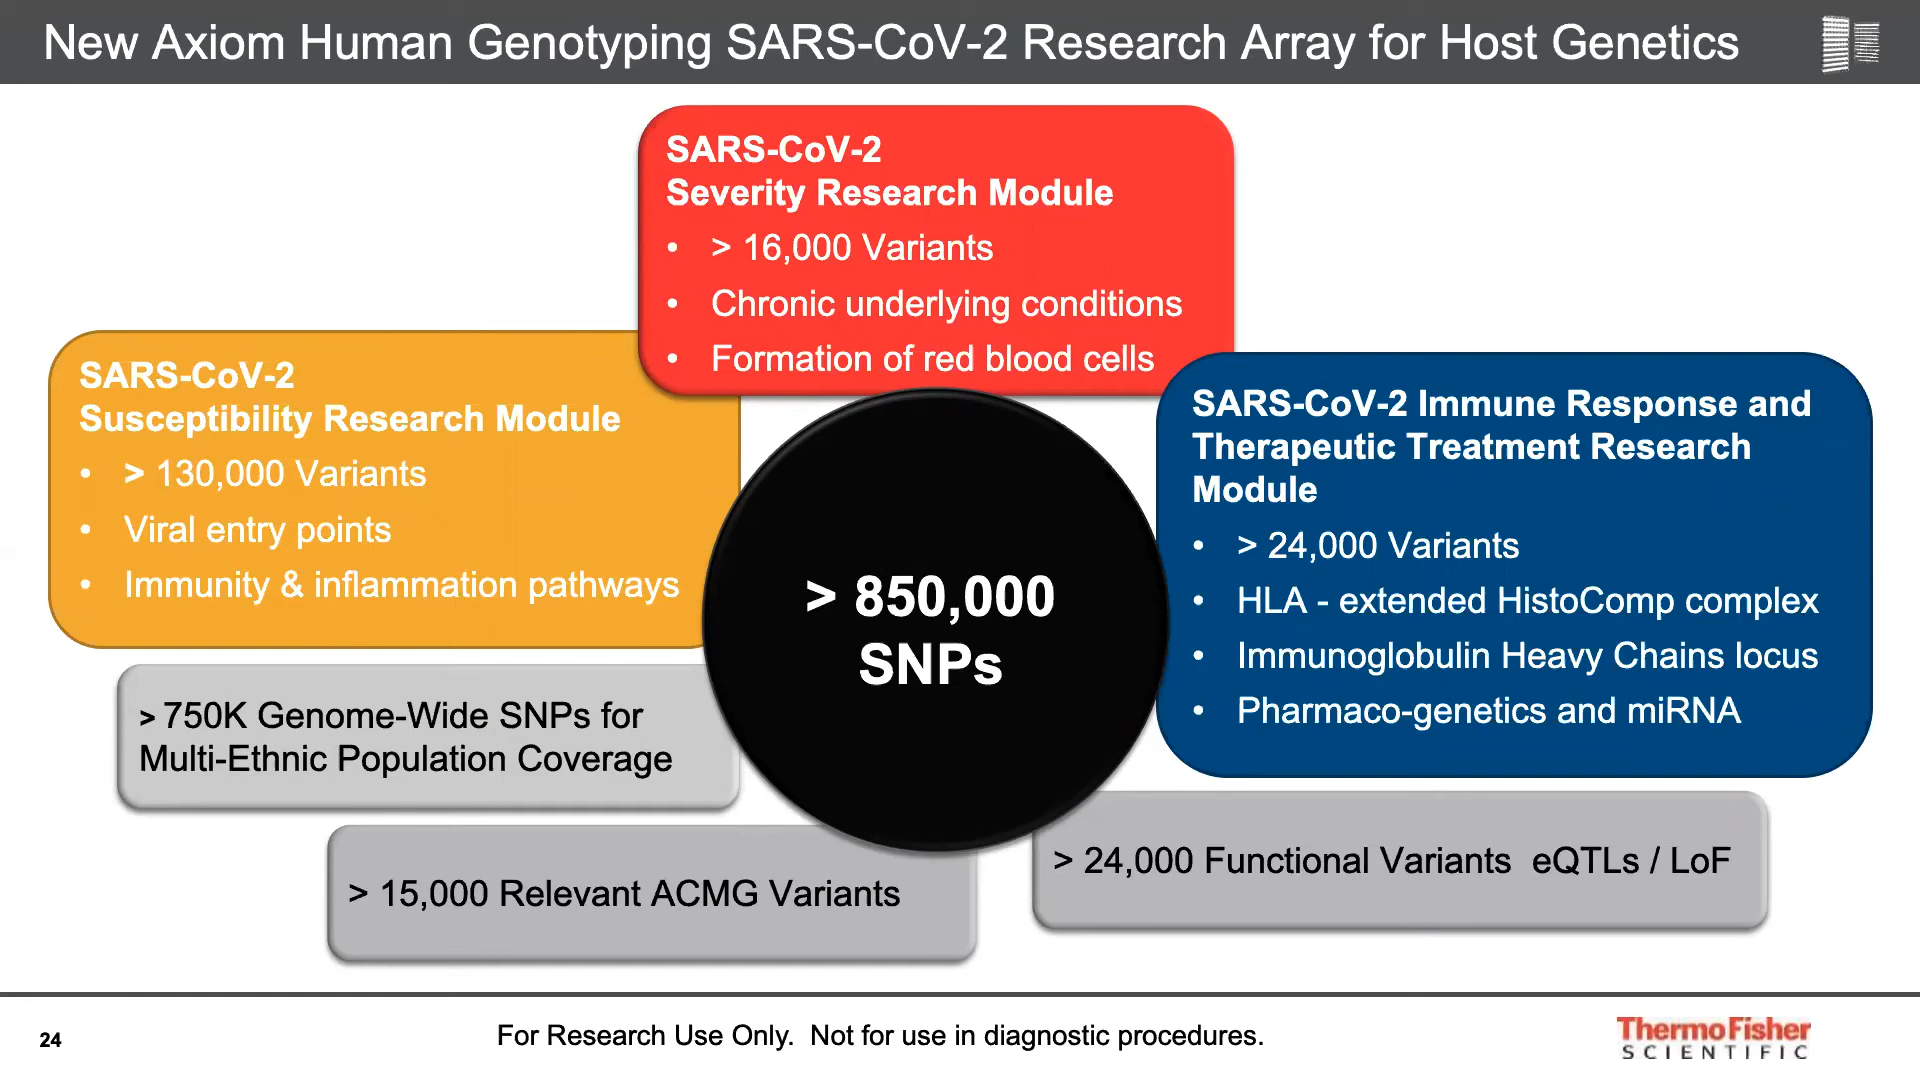 New Axiom Human Genotyping SARS-CoV-2 Research Array for Host Genetics
SARS-CoV-2
Severity Research Module
• > 16,000 Variants
• Chronic underlying conditions
• Formation of red blood cells
SARS-CoV-2
Susceptibility Research Module
• > 130,000 Variants
• Viral entry points
• Immunity & inflammation pathways
SARS-CoV-2 Immune Response and
Therapeutic Treatment Research
Module
• > 24,000 Variants
• HLA - extended HistoComp complex
• Immunoglobulin Heavy Chains locus
• Pharmaco-genetics and miRNA
> 850,000
SNPs
> 750K Genome-Wide SNPs for
Multi-Ethnic Population Coverage
> 15,000 Relevant ACMG Variants
> 24,000 Functional Variants  eQTLs / LoF
24
For Research Use Only.  Not for use in diagnostic procedures.
ThermoFisher
SCIENTIFIC